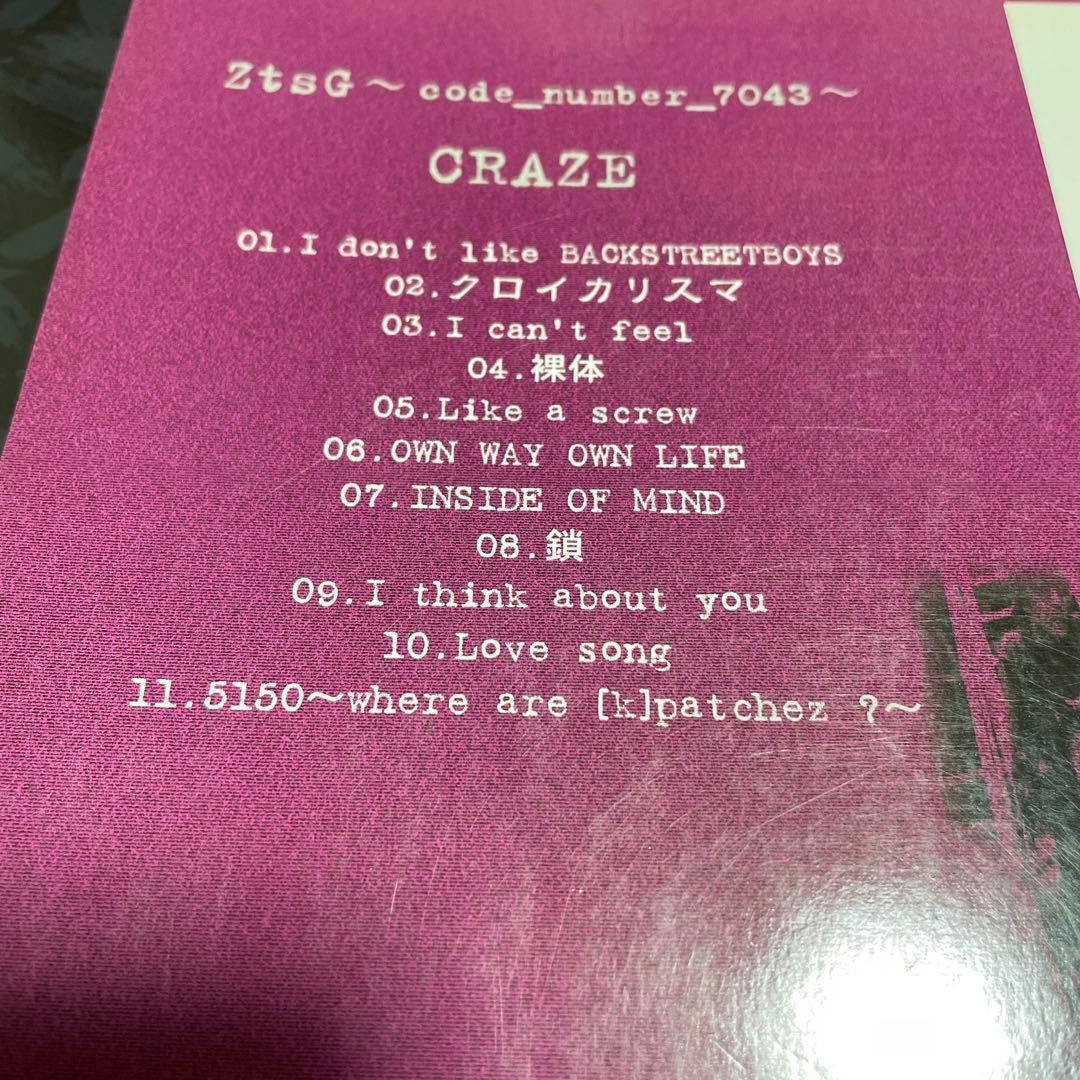 ZtsG～code_number_7043～
CRAZE
01.I don't like BACKSTREETBOYS
02.クロイカリスマ
03.I can't feel
04.裸体
05.Like a screw
06.OWN WAY OWN LIFE
07.INSIDE OF MIND
08.鎖
09.I think about you
10.Love song
11.5150～where are [k]patchez ?～